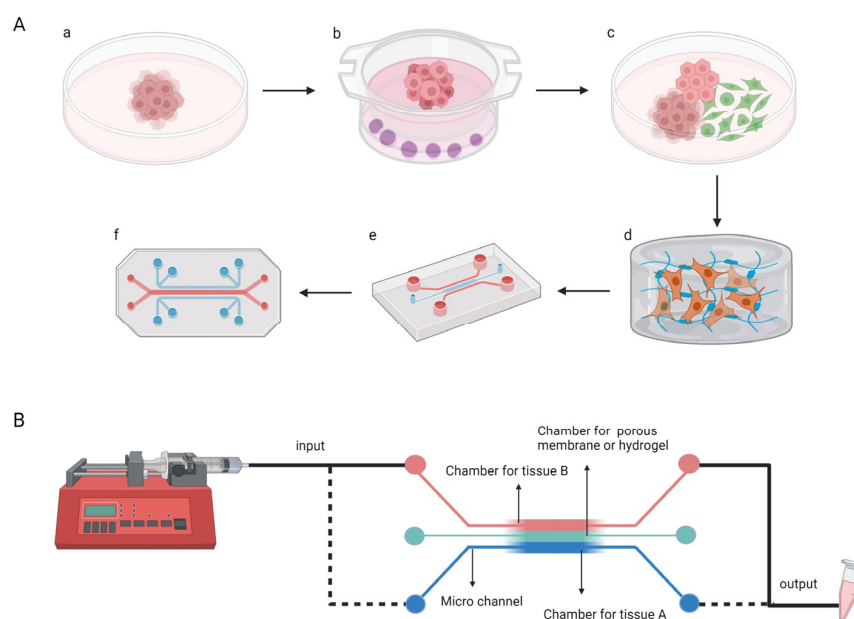 A
a
b
c
f
e
d
B
input
Chamber for porous
membrane or hydrogel
Chamber for tissue B
Micro channel
Chamber for tissue A
output